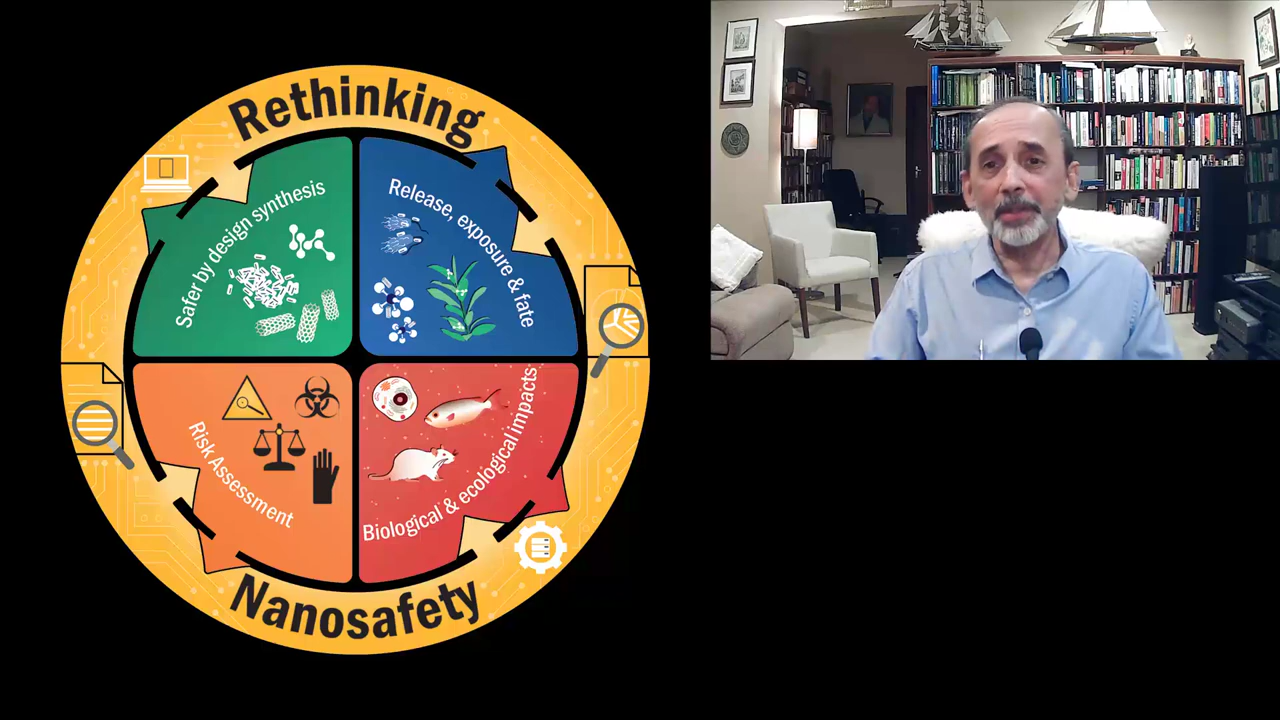 Rethinking
Safer by design synthesis
Release, exposure & fate
Risk Assessment
Biological & ecological impacts
Nanosafety